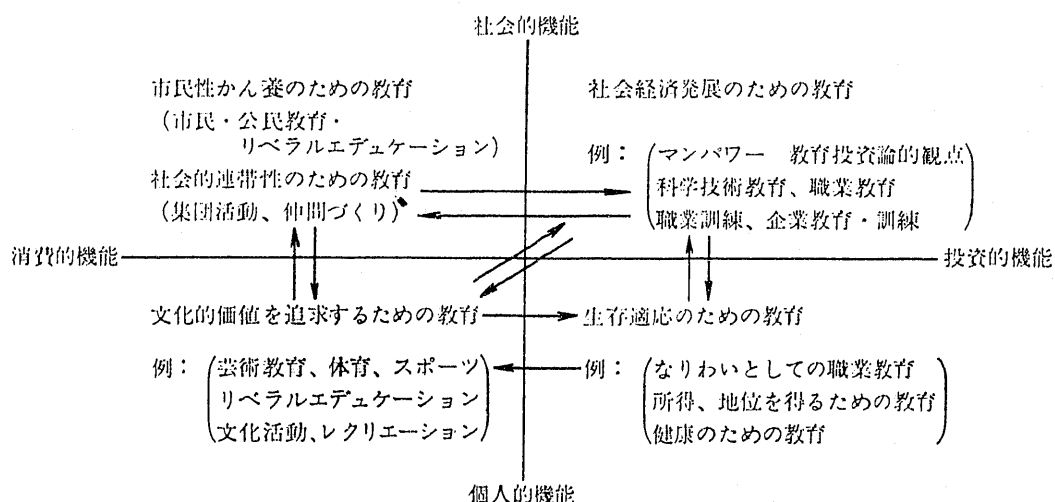 社会的機能
市民性かん養のための教育
(市民・公民教育・
リベラルエデュケーション)
社会的連帯性のための教育
(集団活動、仲間づくり)
社会経済発展のための教育
例：
マンパワー 教育投資論的観点
科学技術教育、職業教育
職業訓練、企業教育・訓練
消費的機能
投資的機能
文化的価値を追求するための教育
例：
芸術教育、体育、スポーツ
リベラルエデュケーション
文化活動、レクリエーション
生存適応のための教育
例：
なりわいとしての職業教育
所得、地位を得るための教育
健康のための教育
個人的機能